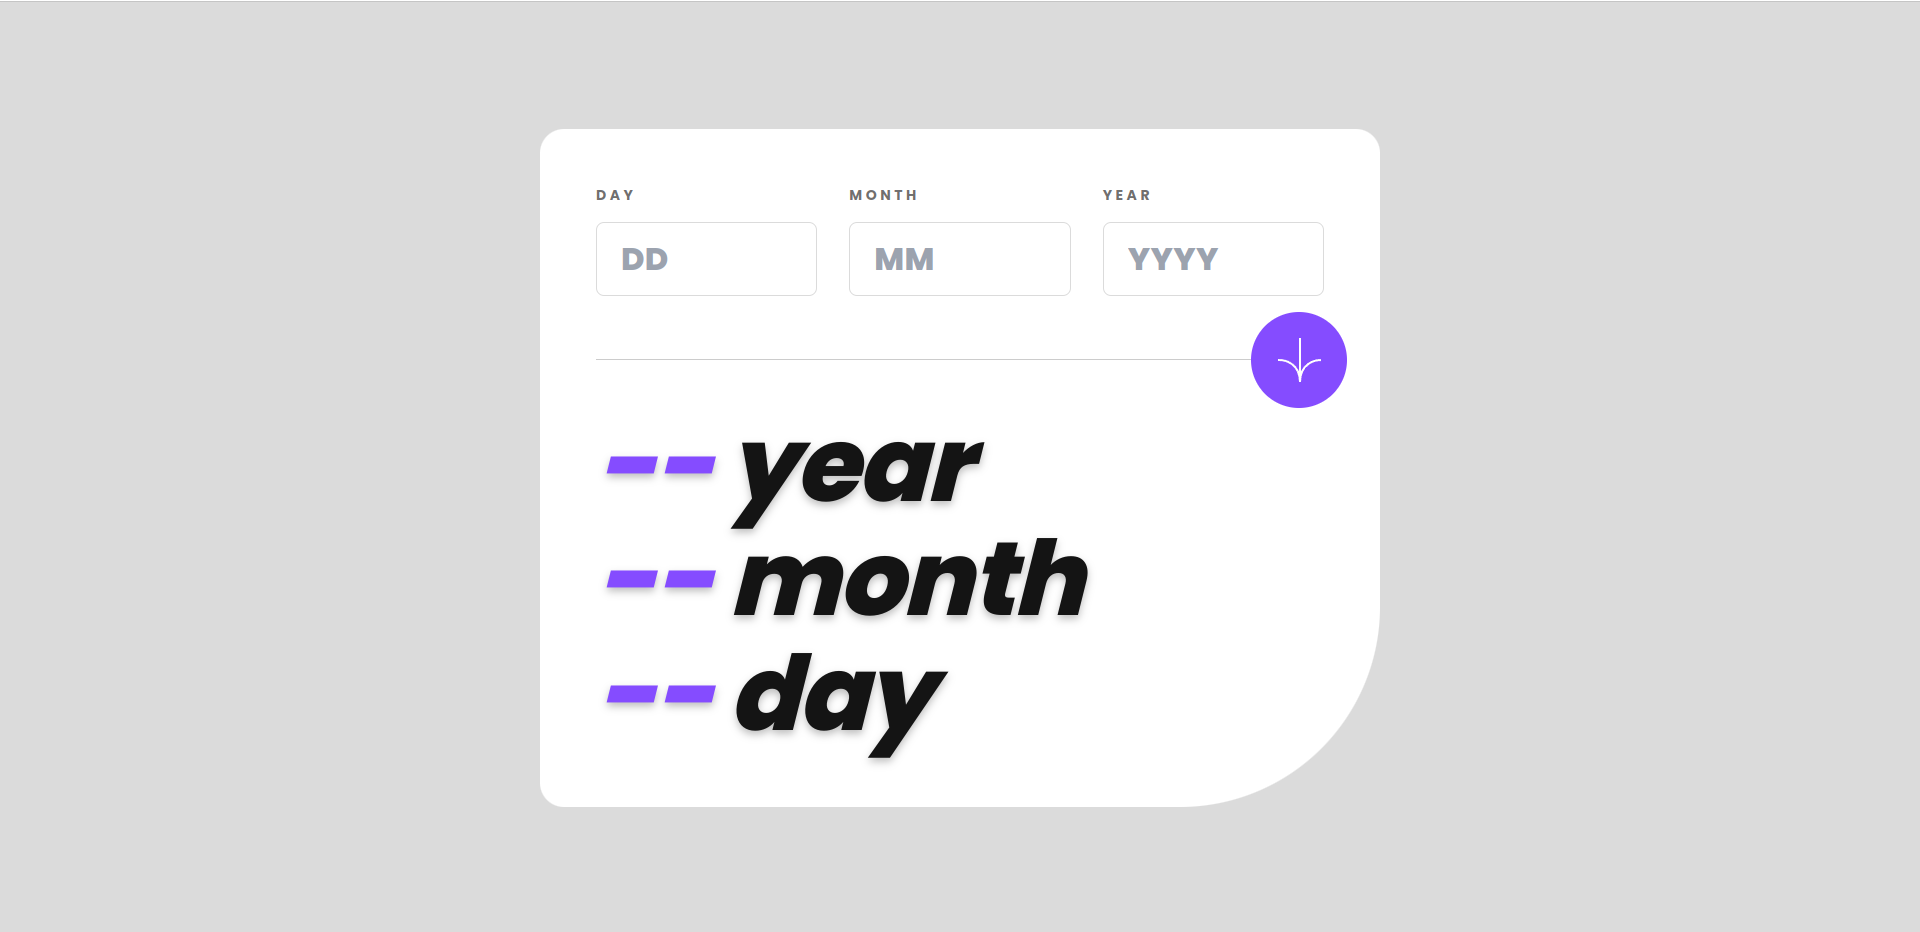 DAY MONTH YEAR
DD MM YYYY
-- year
-- month
-- day